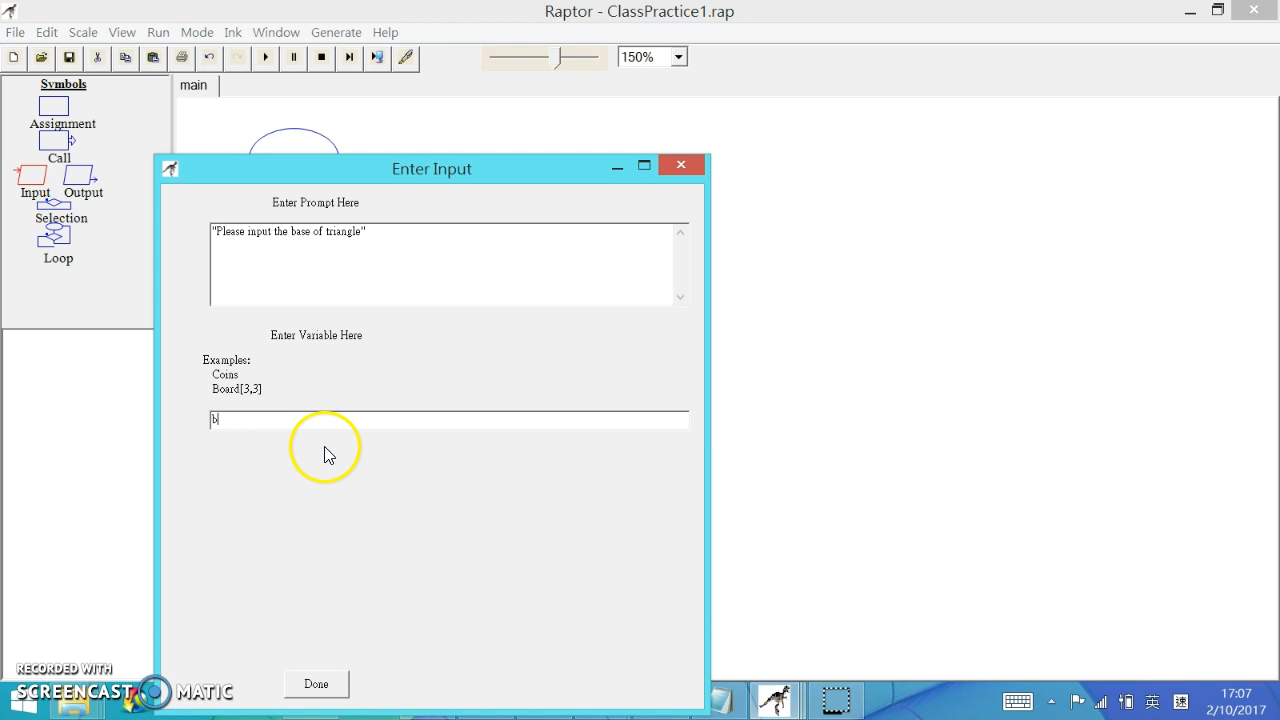 Raptor - ClassPractice1.rap
File Edit Scale View Run Mode Ink Window Generate Help
150%
Symbols
main
Assignment
Call
Input Output
Selection
Loop
Enter Input
Enter Prompt Here
"Please input the base of triangle"
Enter Variable Here
Examples:
Coins
Board[3,3]
b
Done
RECORDED WITH
SCREENCAST MATIC
英 速
17:07
2/10/2017